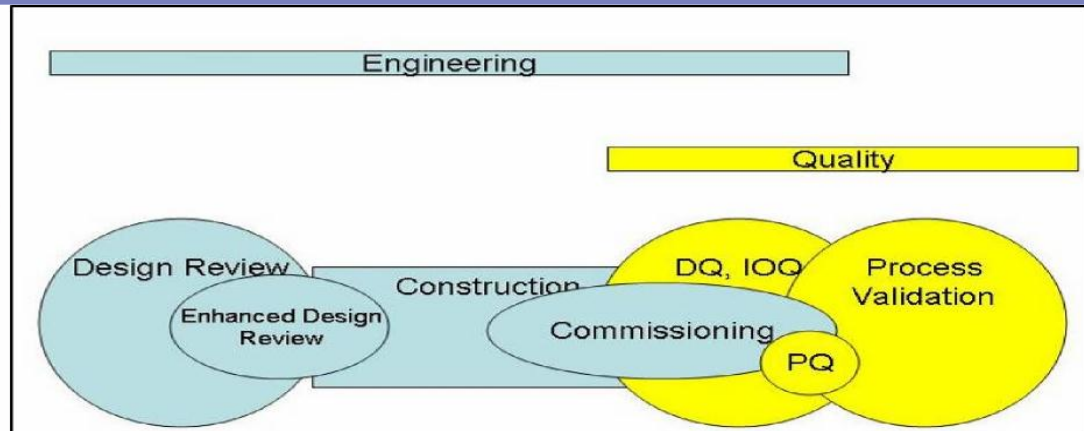 Engineering
Quality
Design Review
Enhanced Design
Review
Construction
Commissioning
DQ, IOQ
PQ
Process
Validation